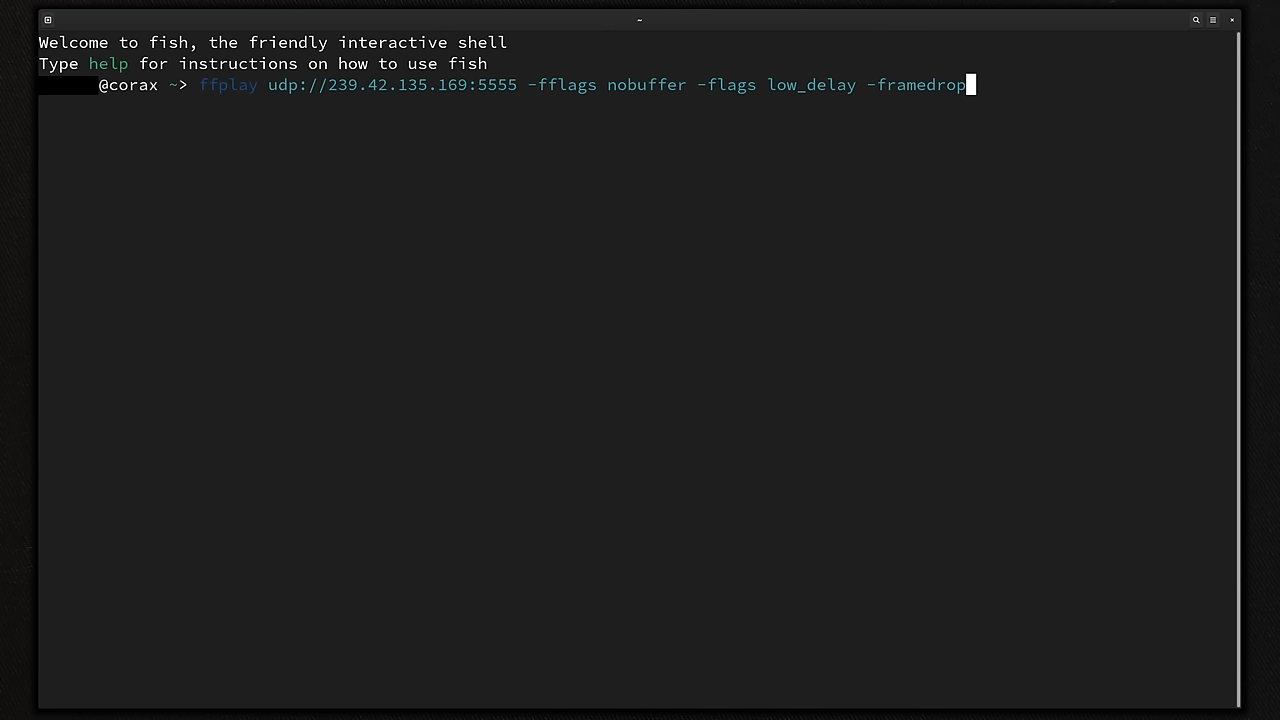 ~
Welcome to fish, the friendly interactive shell
Type help for instructions on how to use fish
@corax ~> ffplay udp://239.42.135.169:5555 -fflags nobuffer -flags low_delay -framedrop